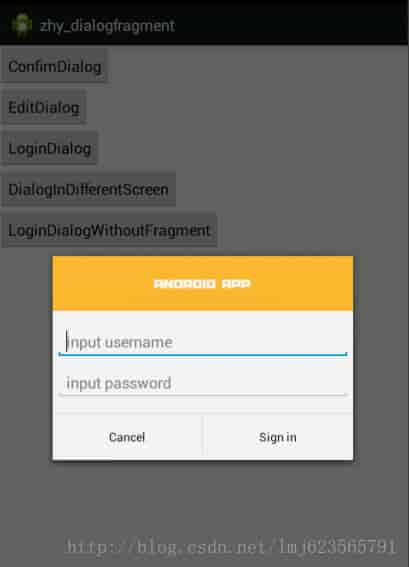 zhy_dialogfragment
ConfimDialog
EditDialog
LoginDialog
DialogInDifferentScreen
LoginDialogWithoutFragment
ANDROID APP
input username
input password
Cancel
Sign in
http://blog.csdn.net/lmj623565791